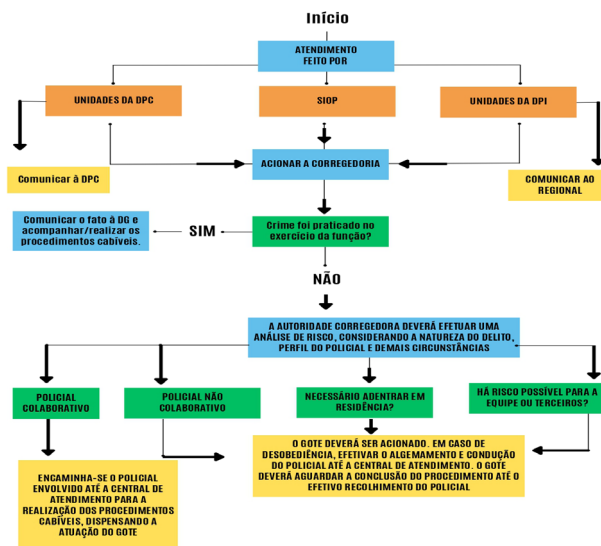 Início
ATENDIMENTO
FEITO POR
UNIDADES DA DPC
SIOP
UNIDADES DA DPI
Comunicar à DPC
ACIONAR A CORREGEDORIA
COMUNICAR AO
REGIONAL
Comunicar o fato à DG e
acompanhar/realizar os
procedimentos cabíveis.
SIM
Crime foi praticado no
exercício da função?
NÃO
A AUTORIDADE CORREGEDORA DEVERÁ EFETUAR UMA
ANÁLISE DE RISCO, CONSIDERANDO A NATUREZA DO DELITO,
PERFIL DO POLICIAL E DEMAIS CIRCUNSTÂNCIAS
POLICIAL
COLABORATIVO
POLICIAL NÃO
COLABORATIVO
NECESSÁRIO ADENTRAR EM
RESIDÊNCIA?
HÁ RISCO POSSÍVEL PARA A
EQUIPE OU TERCEIROS?
ENCAMINHA-SE O POLICIAL
ENVOLVIDO ATÉ A CENTRAL DE
ATENDIMENTO PARA A
REALIZAÇÃO DOS PROCEDIMENTOS
CABÍVEIS, DISPENSANDO A
ATUAÇÃO DO GOTE
O GOTE DEVERÁ SER ACIONADO. EM CASO DE
DESOBEDIÊNCIA, EFETIVAR O ALGEMAMENTO E CONDUÇÃO
DO POLICIAL ATÉ A CENTRAL DE ATENDIMENTO. O GOTE
DEVERÁ AGUARDAR A CONCLUSÃO DO PROCEDIMENTO ATÉ O
EFETIVO RECOLHIMENTO DO POLICIAL